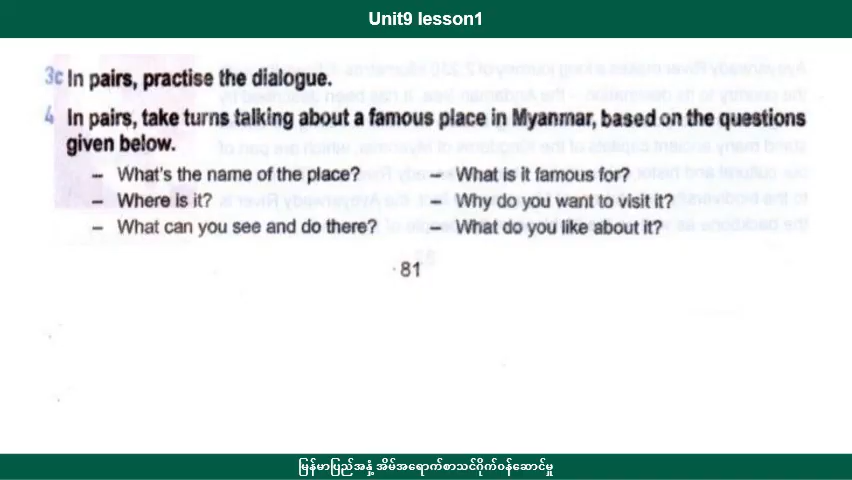 Unit9 lesson1
3c In pairs, practise the dialogue.
4 In pairs, take turns talking about a famous place in Myanmar, based on the questions
given below.
– What's the name of the place? – What is it famous for?
– Where is it? – Why do you want to visit it?
– What can you see and do there? – What do you like about it?
81
မြန်မာပြည်အနှံ့ အိမ်အရောက်စာသင်ဂိုက်ဝန်ဆောင်မှု